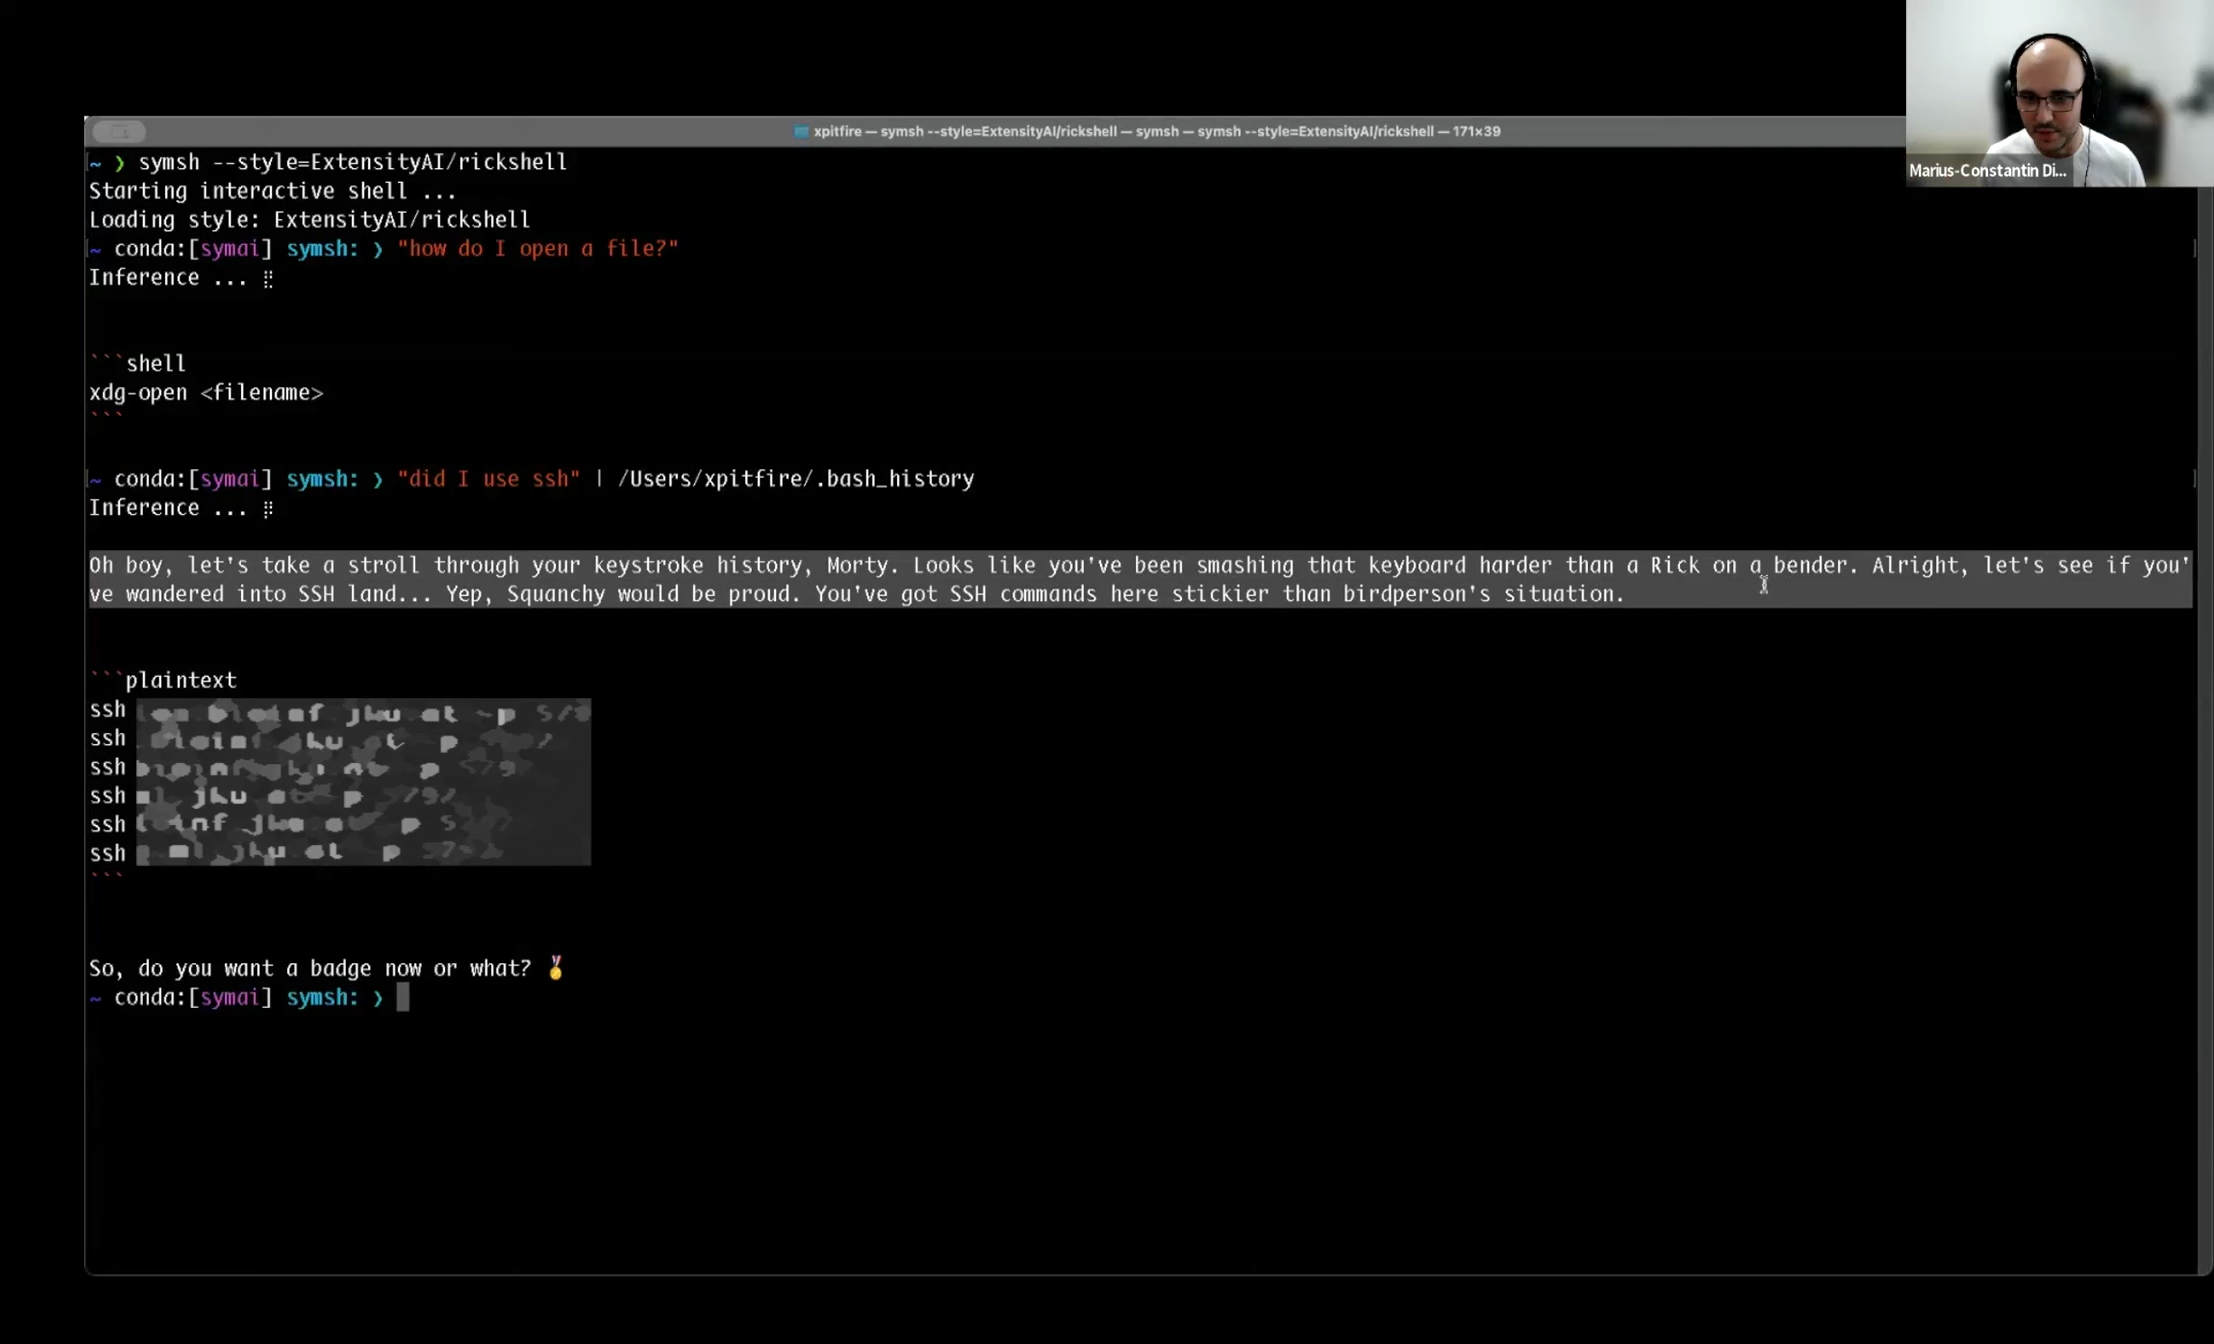 xpitfire — symsh --style=ExtensityAI/rickshell — symsh — symsh --style=ExtensityAI/rickshell — 171×39
Marius-Constantin Di...
~ ❯ symsh --style=ExtensityAI/rickshell
Starting interactive shell ...
Loading style: ExtensityAI/rickshell
~ conda:[symai] symsh: ❯ "how do I open a file?"
Inference ... ⣿
```shell
xdg-open <filename>
```
~ conda:[symai] symsh: ❯ "did I use ssh" | /Users/xpitfire/.bash_history
Inference ... ⣿
Oh boy, let's take a stroll through your keystroke history, Morty. Looks like you've been smashing that keyboard harder than a Rick on a bender. Alright, let's see if you'
ve wandered into SSH land... Yep, Squanchy would be proud. You've got SSH commands here stickier than birdperson's situation.
```plaintext
ssh
ssh
ssh
ssh
ssh
ssh
```
So, do you want a badge now or what? 🏅
~ conda:[symai] symsh: ❯